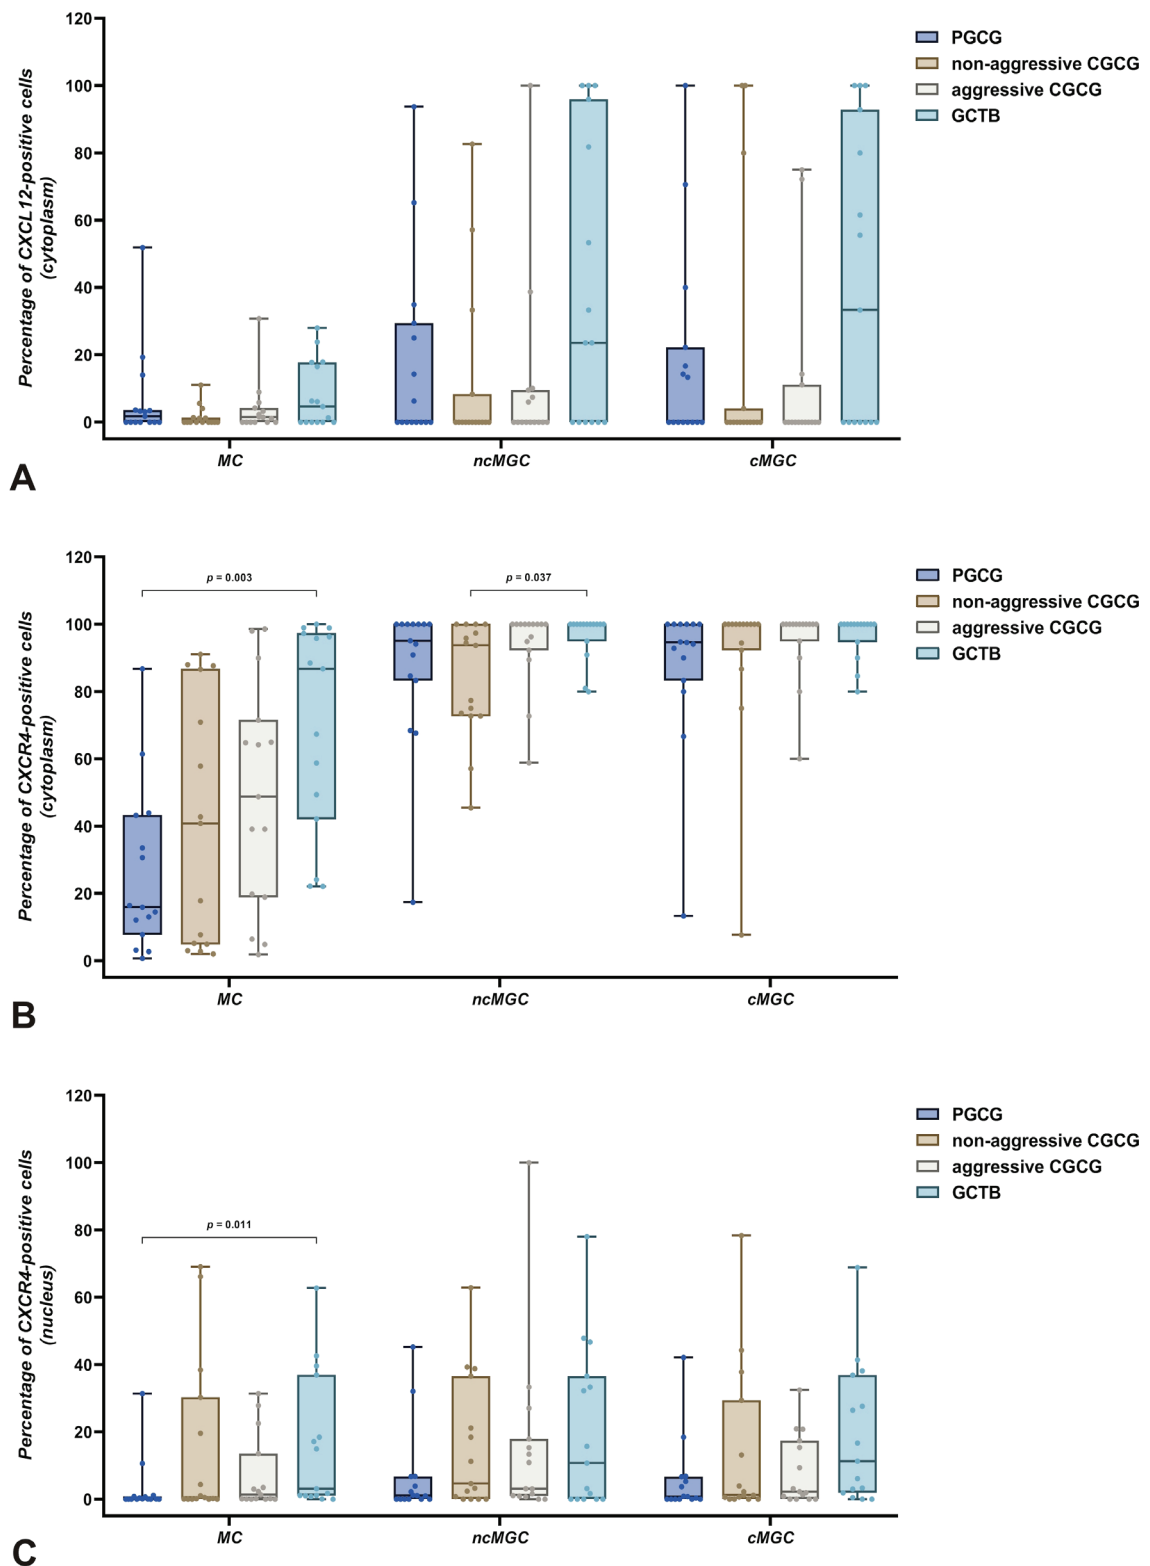 120
100
80
60
40
20
0
Percentage of CXCL12-positive cells
(cytoplasm)
MC
ncMGC
cMGC
PGCG
non-aggressive CGCG
aggressive CGCG
GCTB
A
120
100
80
60
40
20
0
Percentage of CXCR4-positive cells
(cytoplasm)
p = 0.003
p = 0.037
MC
ncMGC
cMGC
PGCG
non-aggressive CGCG
aggressive CGCG
GCTB
B
120
100
80
60
40
20
0
Percentage of CXCR4-positive cells
(nucleus)
p = 0.011
MC
ncMGC
cMGC
PGCG
non-aggressive CGCG
aggressive CGCG
GCTB
C